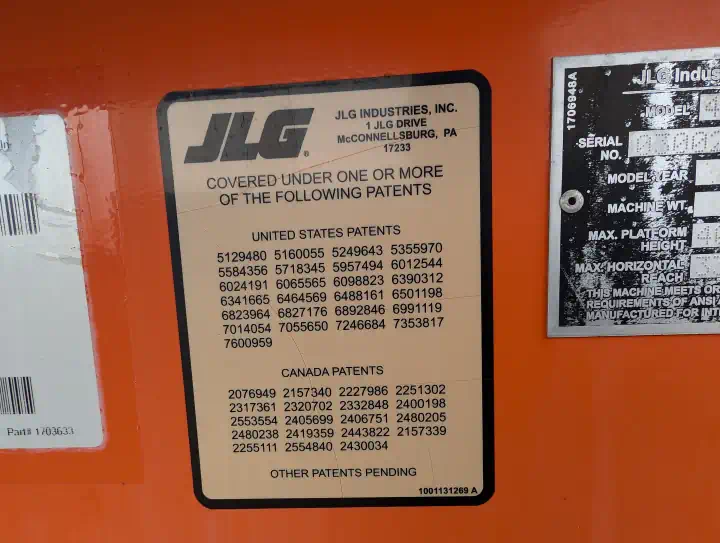 JLG
JLG INDUSTRIES, INC.
1 JLG DRIVE
McCONNELLSBURG, PA
17233
COVERED UNDER ONE OR MORE
OF THE FOLLOWING PATENTS
UNITED STATES PATENTS
5129480 5160055 5249643 5355970
5584356 5718345 5957494 6012544
6024191 6065565 6098823 6390312
6341665 6464569 6488161 6501198
6823964 6827176 6892846 6991119
7014054 7055650 7246684 7353817
7600959
CANADA PATENTS
2076949 2157340 2227986 2251302
2317361 2320702 2332848 2400198
2553554 2405699 2406751 2480205
2480238 2419359 2443822 2157339
2255111 2554840 2430034
OTHER PATENTS PENDING
1001131269 A
Part# 1703633
1706948A
JLG Indus
MODEL 4
SERIAL
NO.
MODEL YEAR
MACHINE WT.
MAX. PLATFORM
HEIGHT
MAX. HORIZONTAL
REACH
THIS MACHINE MEETS OR
REQUIREMENTS OF ANSI
MANUFACTURED FOR INT